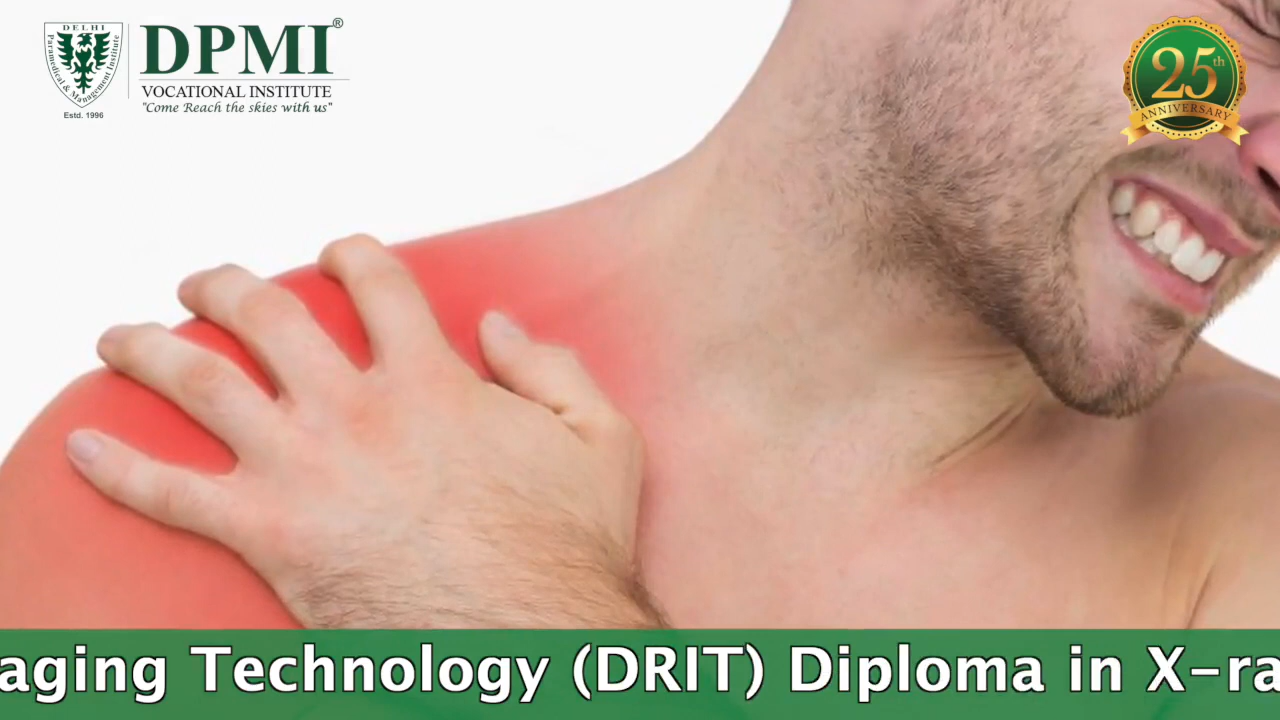 DELHI
Paramedical & Management Institute
DPMI®
VOCATIONAL INSTITUTE
"Come Reach the skies with us"
Estd. 1996
25th
ANNIVERSARY
aging Technology (DRIT) Diploma in X-ra